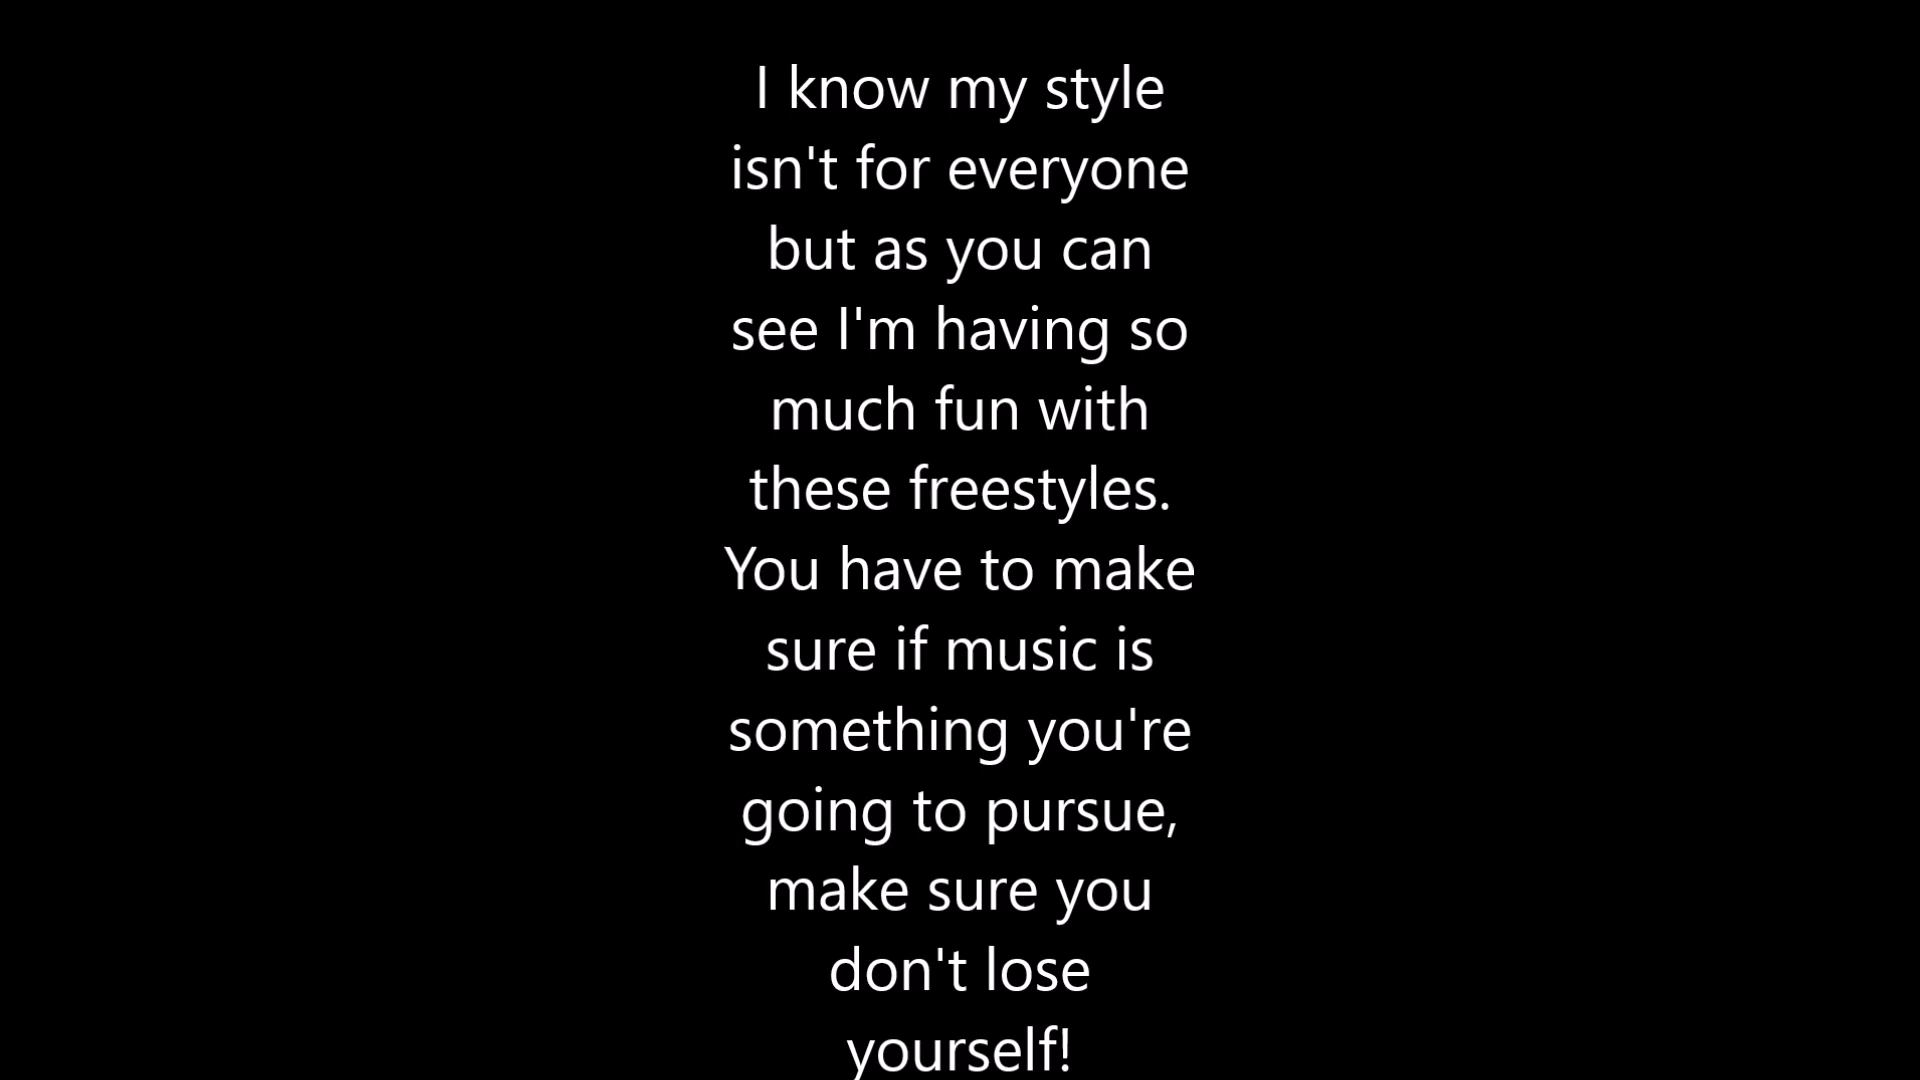 I know my style
isn't for everyone
but as you can
see I'm having so
much fun with
these freestyles.
You have to make
sure if music is
something you're
going to pursue,
make sure you
don't lose
yourself!